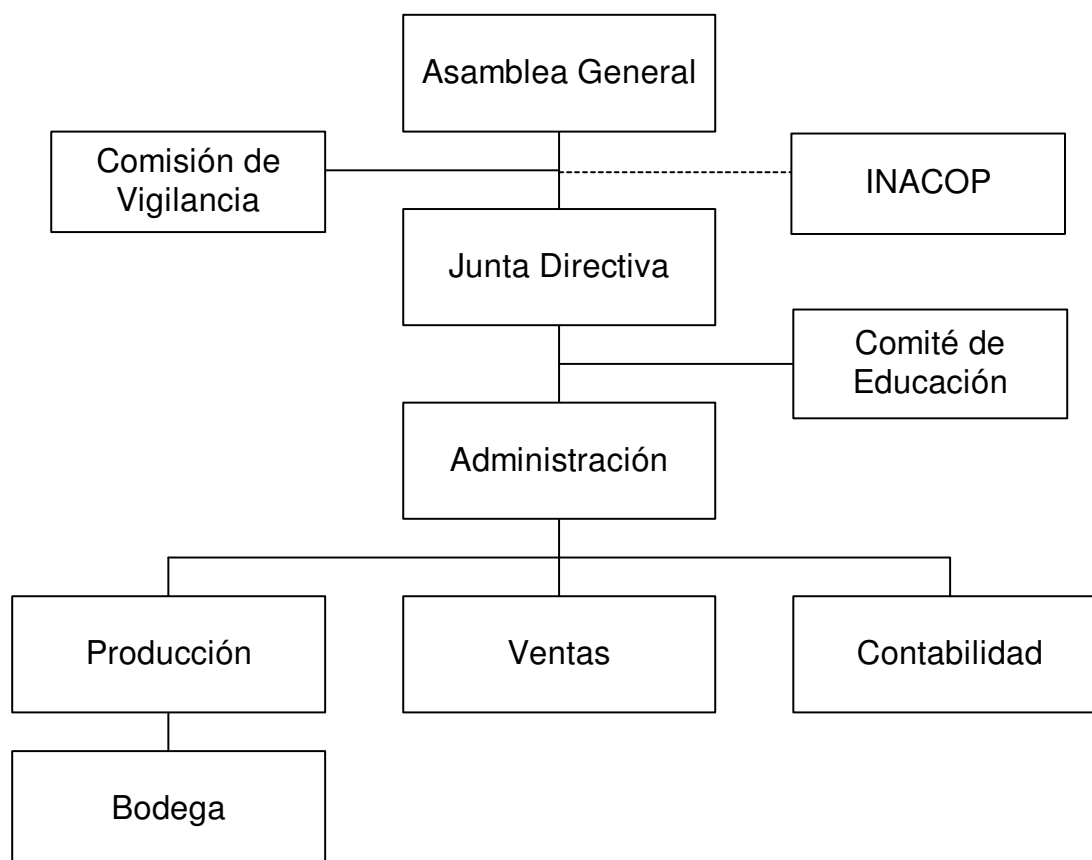 Asamblea General
Comisión de
Vigilancia
INACOP
Junta Directiva
Comité de
Educación
Administración
Producción
Ventas
Contabilidad
Bodega